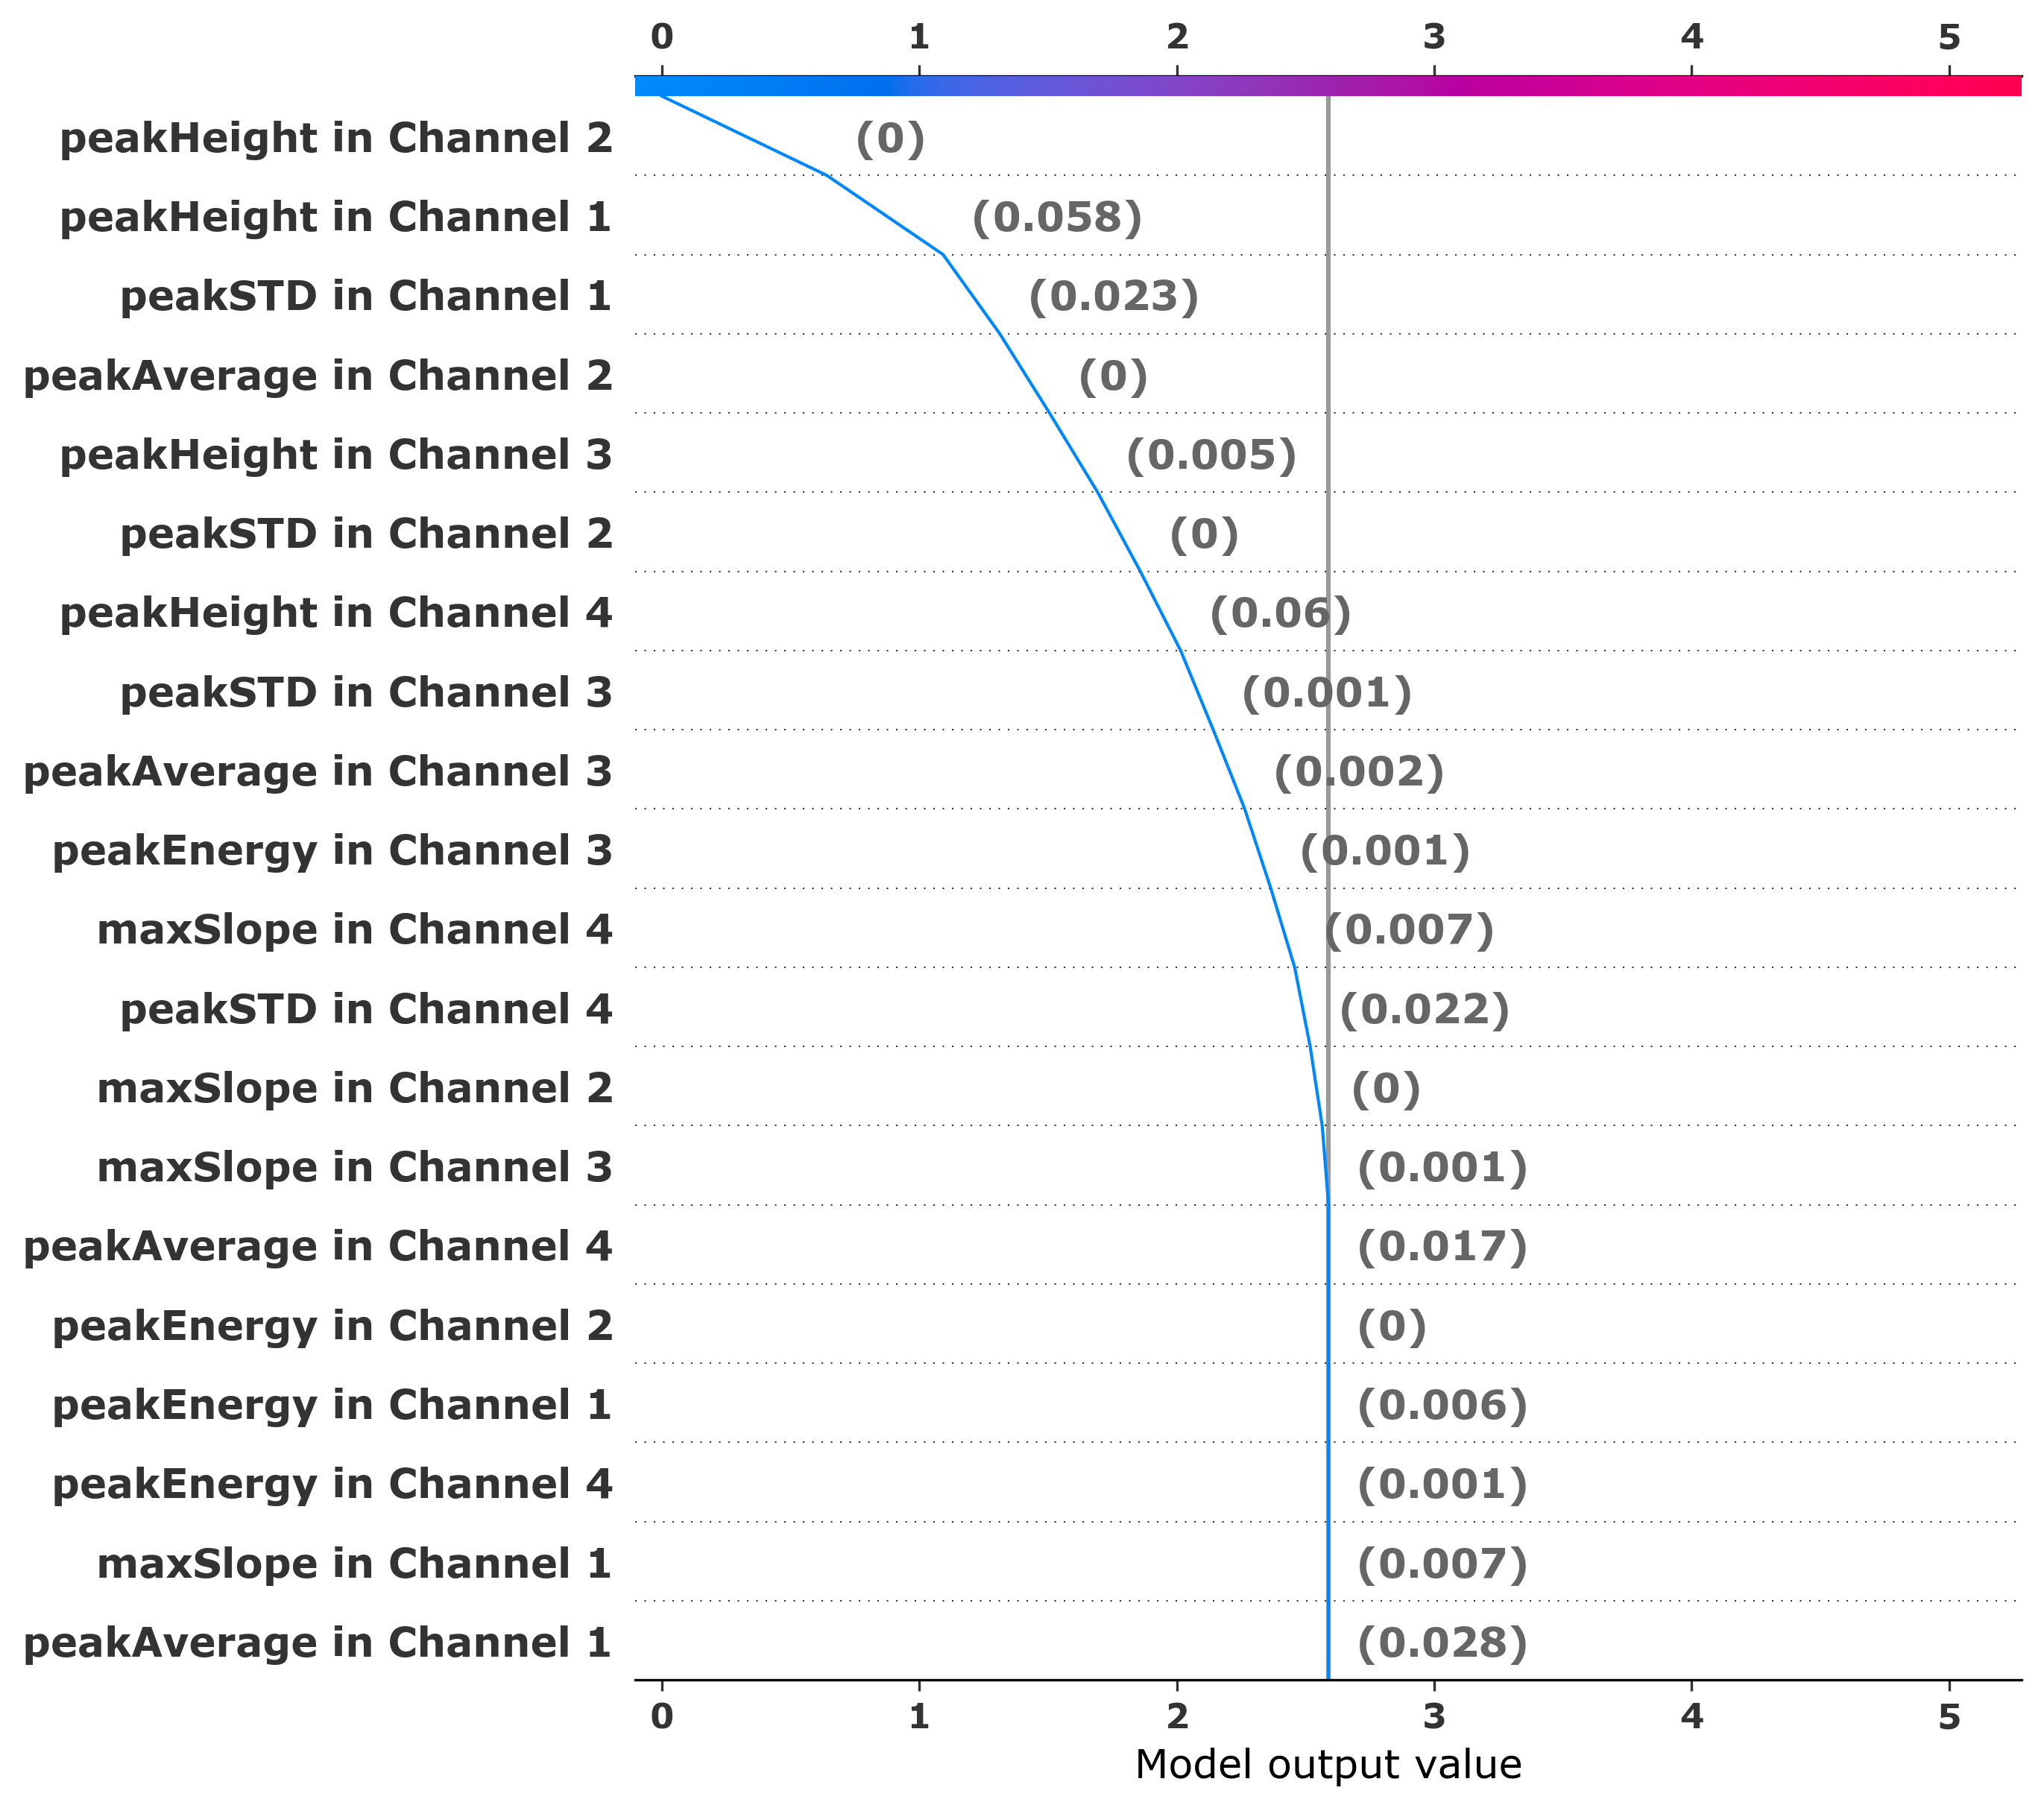 0 1 2 3 4 5
peakHeight in Channel 2 (0)
peakHeight in Channel 1 (0.058)
peakSTD in Channel 1 (0.023)
peakAverage in Channel 2 (0)
peakHeight in Channel 3 (0.005)
peakSTD in Channel 2 (0)
peakHeight in Channel 4 (0.06)
peakSTD in Channel 3 (0.001)
peakAverage in Channel 3 (0.002)
peakEnergy in Channel 3 (0.001)
maxSlope in Channel 4 (0.007)
peakSTD in Channel 4 (0.022)
maxSlope in Channel 2 (0)
maxSlope in Channel 3 (0.001)
peakAverage in Channel 4 (0.017)
peakEnergy in Channel 2 (0)
peakEnergy in Channel 1 (0.006)
peakEnergy in Channel 4 (0.001)
maxSlope in Channel 1 (0.007)
peakAverage in Channel 1 (0.028)
0 1 2 3 4 5
Model output value